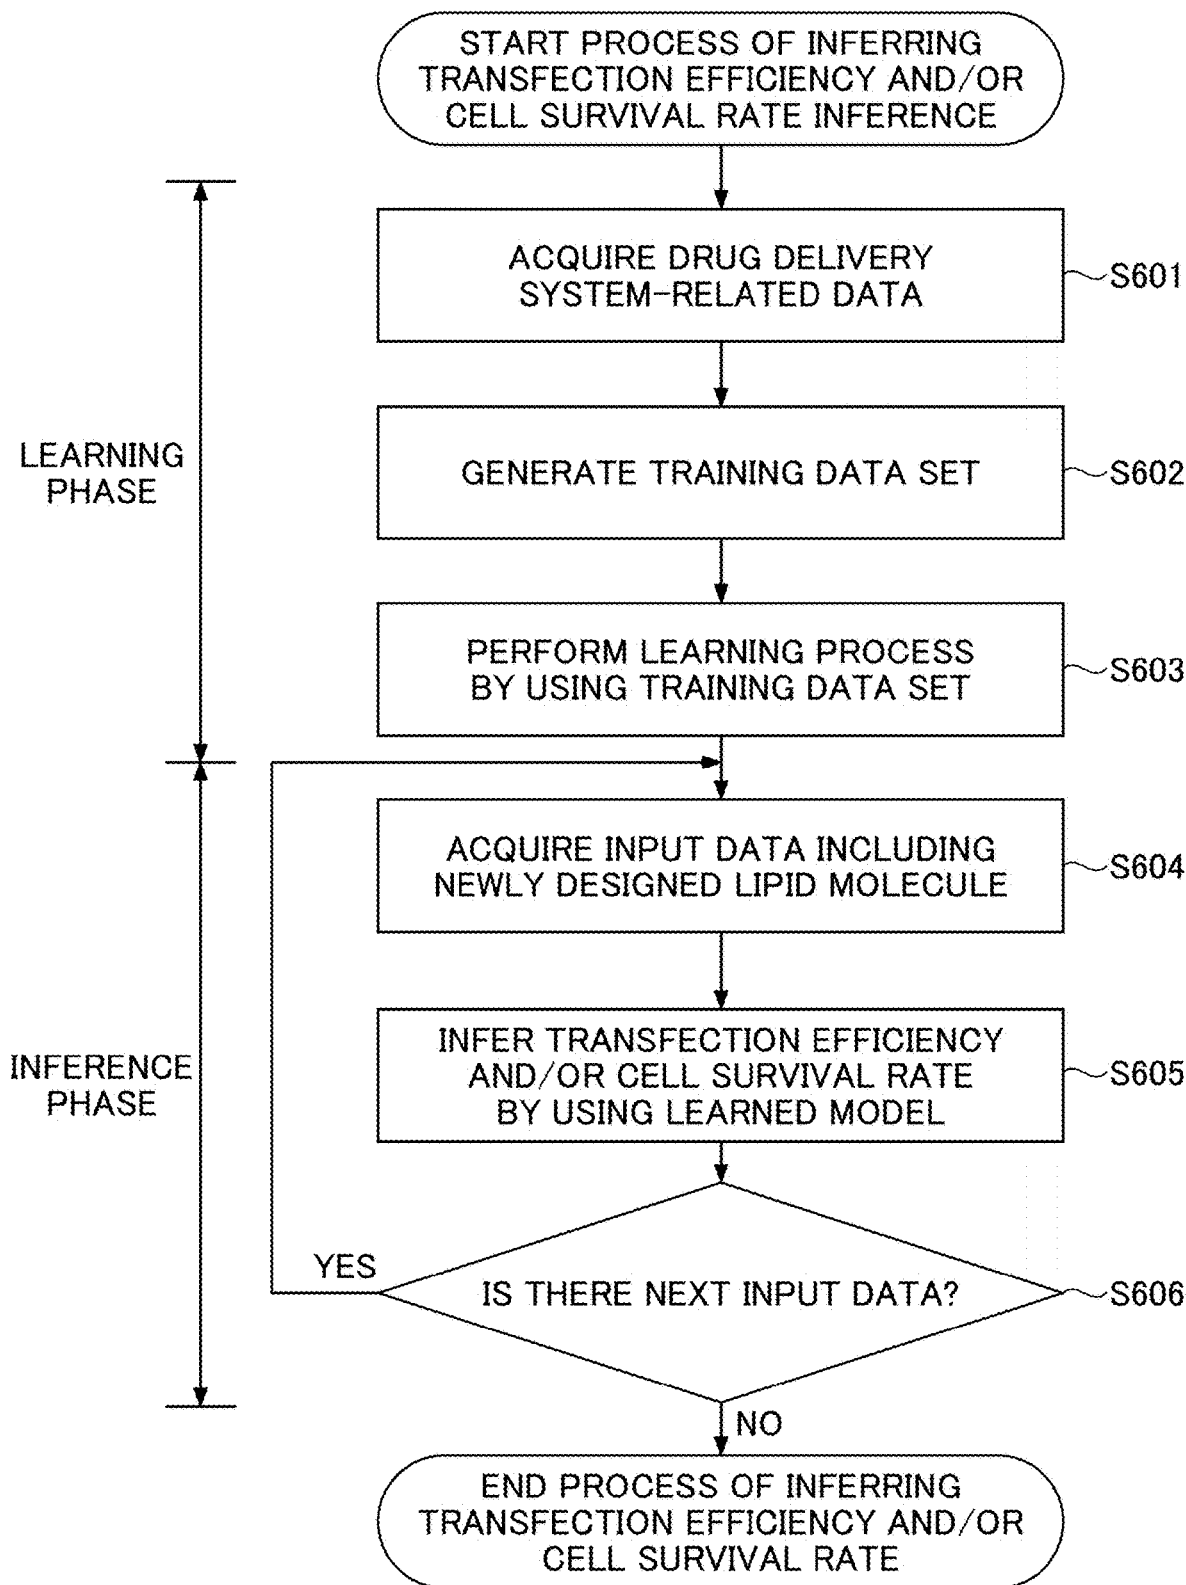 START PROCESS OF INFERRING
TRANSFECTION EFFICIENCY AND/OR
CELL SURVIVAL RATE INFERENCE
ACQUIRE DRUG DELIVERY
SYSTEM-RELATED DATA
S601
LEARNING
PHASE
GENERATE TRAINING DATA SET
S602
PERFORM LEARNING PROCESS
BY USING TRAINING DATA SET
S603
ACQUIRE INPUT DATA INCLUDING
NEWLY DESIGNED LIPID MOLECULE
S604
INFERENCE
PHASE
INFER TRANSFECTION EFFICIENCY
AND/OR CELL SURVIVAL RATE
BY USING LEARNED MODEL
S605
YES
IS THERE NEXT INPUT DATA?
S606
NO
END PROCESS OF INFERRING
TRANSFECTION EFFICIENCY AND/OR
CELL SURVIVAL RATE